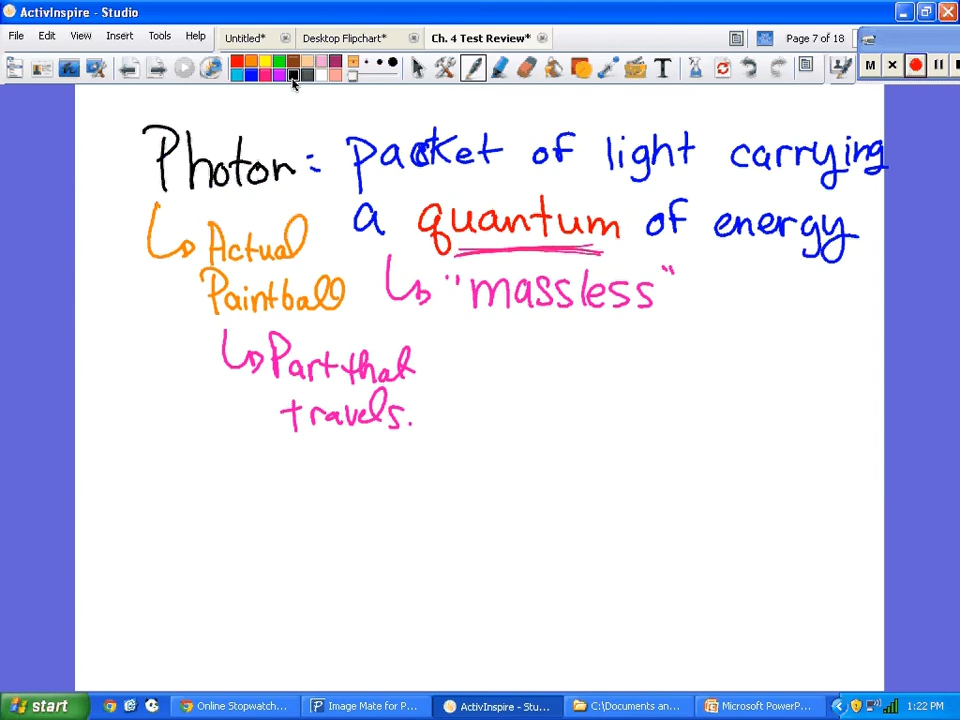 ActivInspire - Studio
File Edit View Insert Tools Help
Untitled* Desktop Flipchart* Ch. 4 Test Review*
Page 7 of 18
M
Photon = packet of light carrying
a quantum of energy
Actual
Paintball
"massless"
Part that
travels.
start
Online Stopwatch... Image Mate for P... ActivInspire - Stu... C:\Documents an... Microsoft PowerP... 1:22 PM